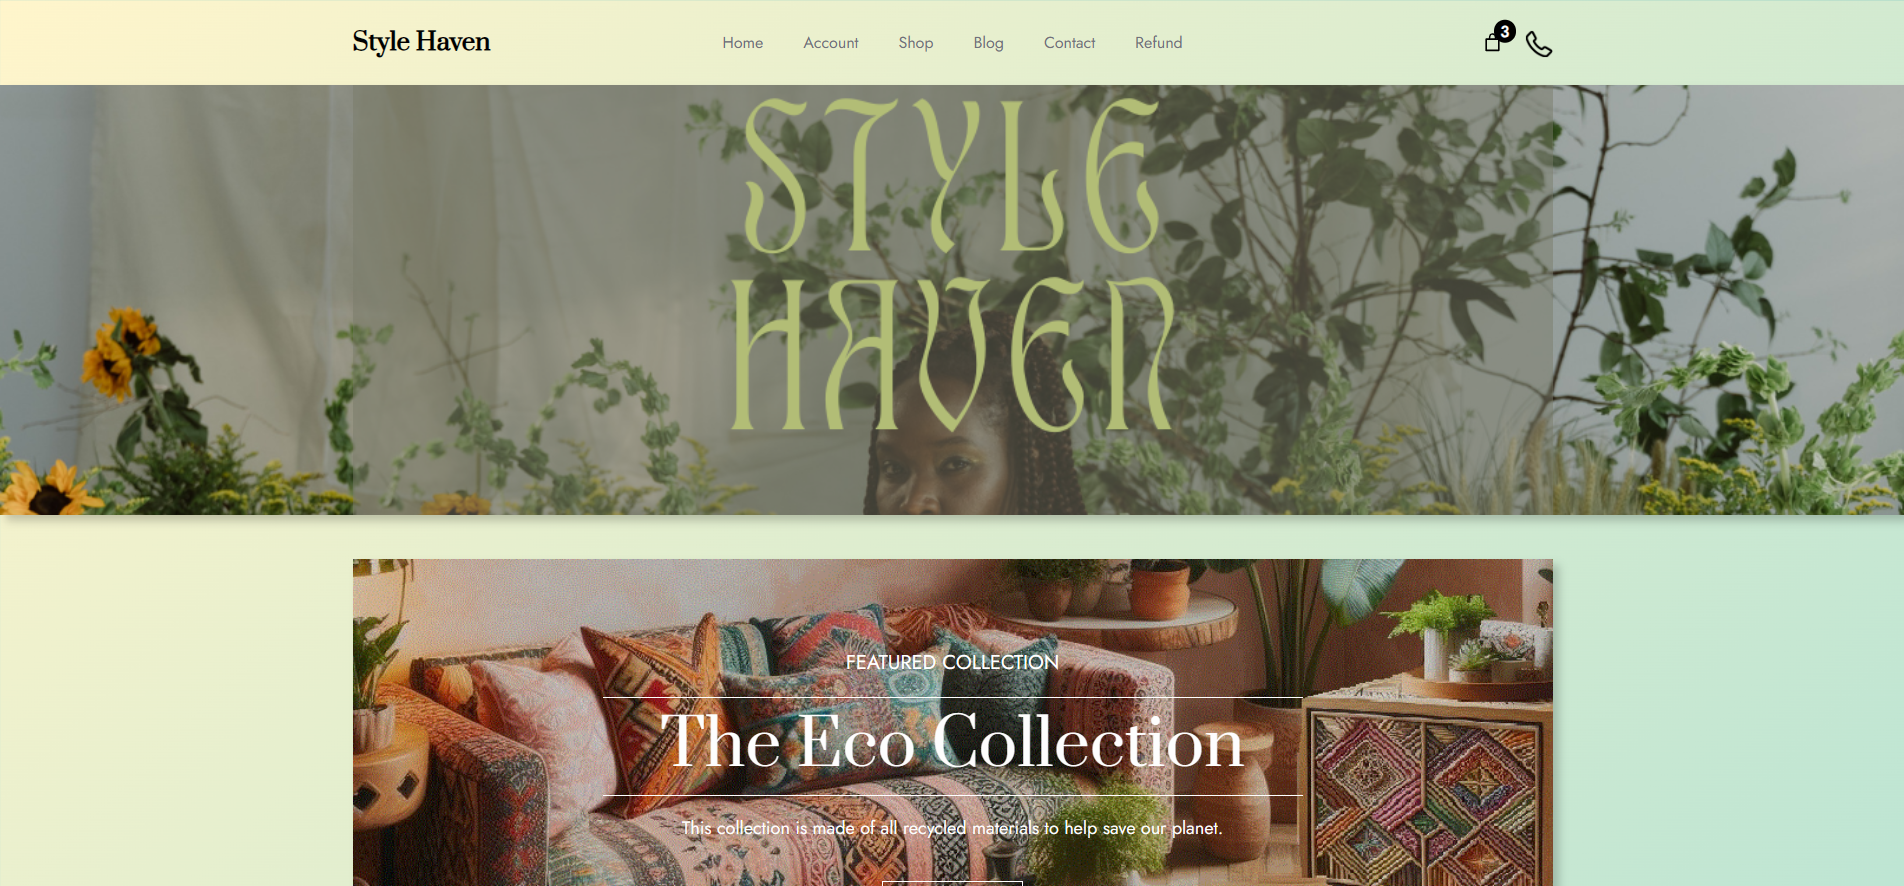 Style Haven
Home Account Shop Blog Contact Refund
3
STYLE
HAVEN
FEATURED COLLECTION
The Eco Collection
This collection is made of all recycled materials to help save our planet.